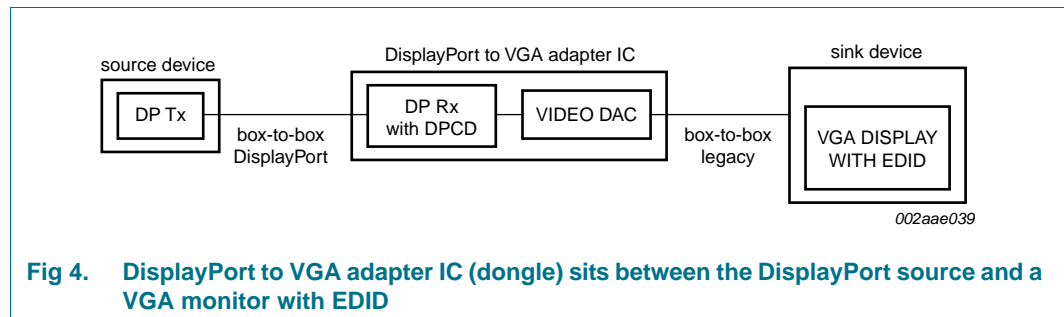 source device
DP Tx
box-to-box
DisplayPort
DisplayPort to VGA adapter IC
DP Rx
with DPCD
VIDEO DAC
box-to-box
legacy
sink device
VGA DISPLAY
WITH EDID
002aae039
Fig 4. DisplayPort to VGA adapter IC (dongle) sits between the DisplayPort source and a
VGA monitor with EDID